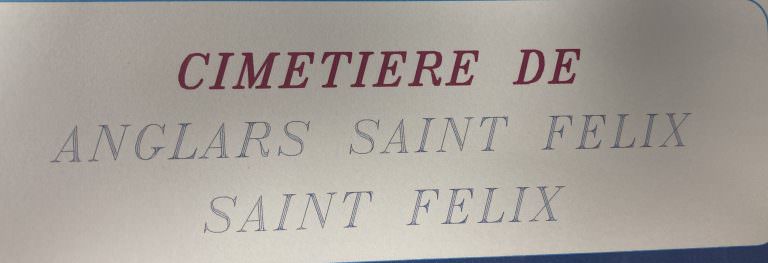 CIMETIERE DE
ANGLARS SAINT FELIX
SAINT FELIX